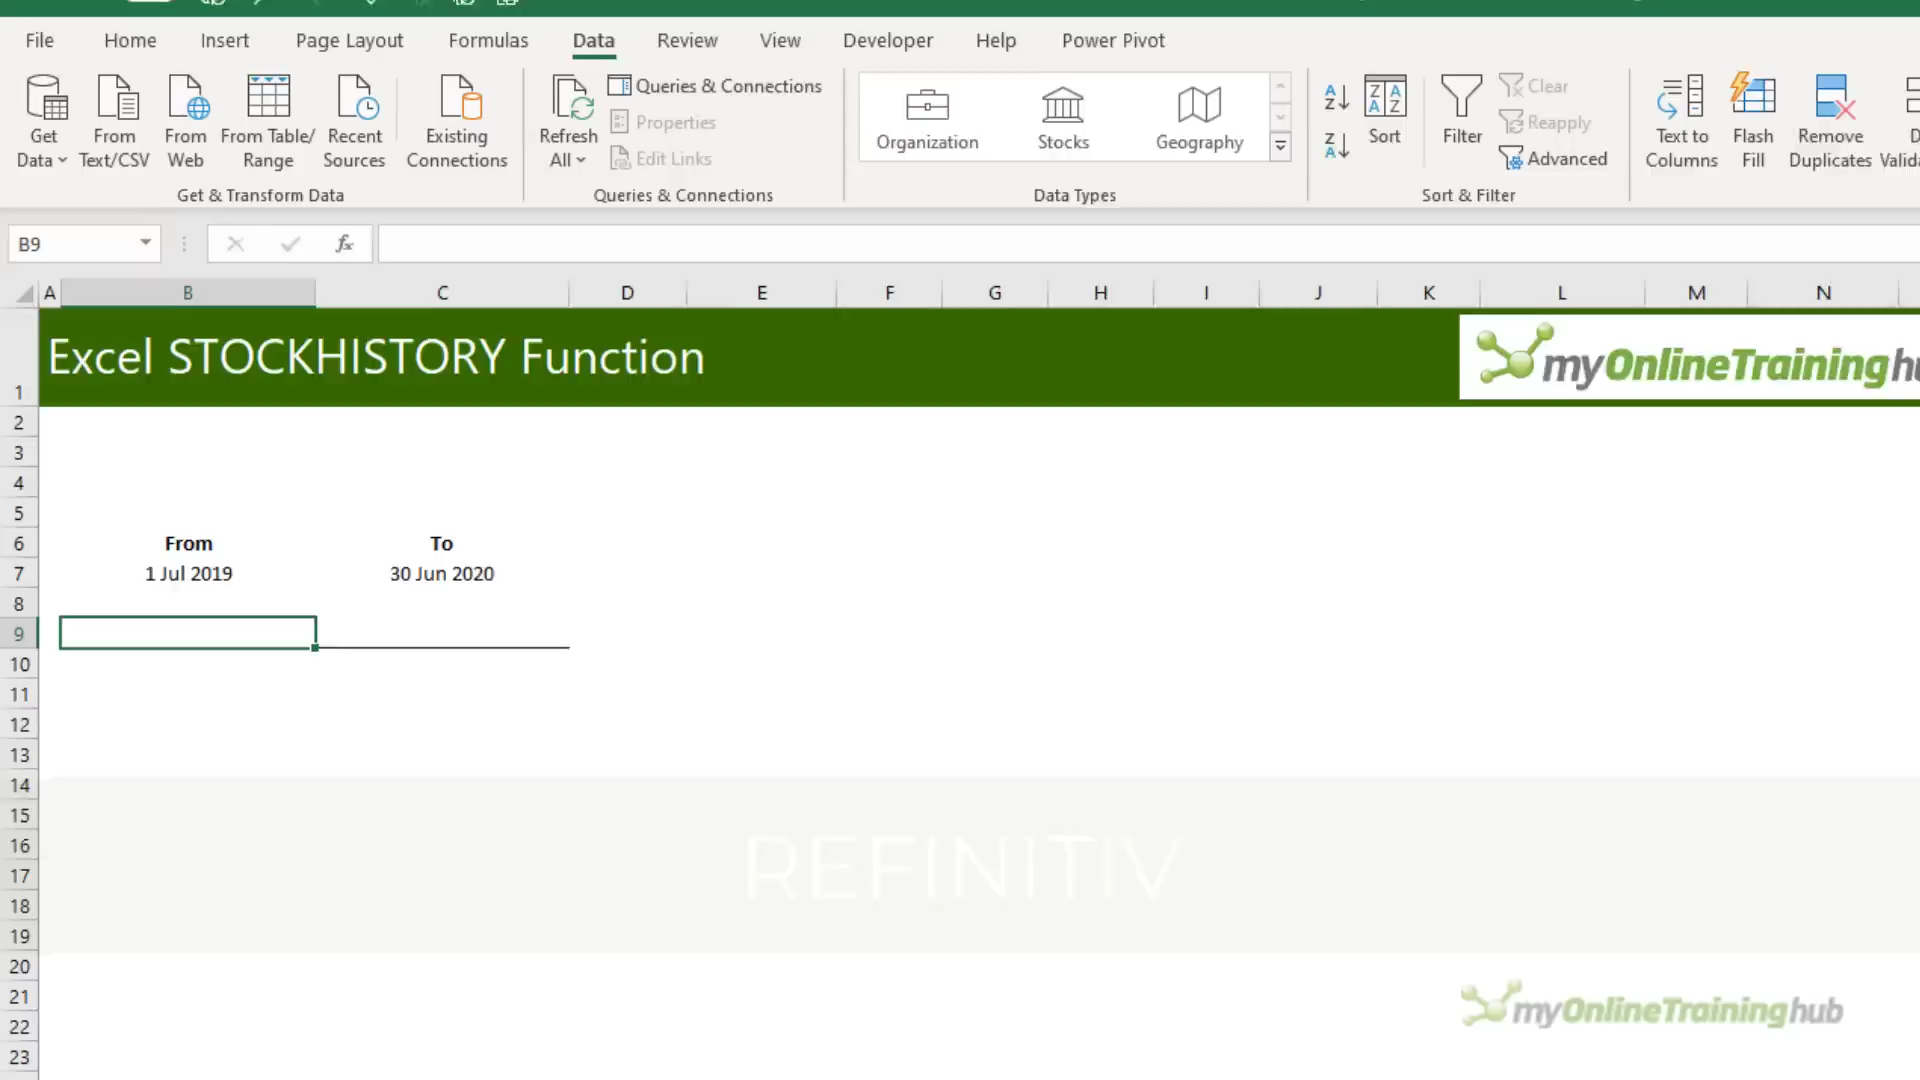 File Home Insert Page Layout Formulas Data Review View Developer Help Power Pivot
Get Data From Text/CSV From Web From Table/ Range Recent Sources Existing Connections
Refresh All Queries & Connections
Properties
Edit Links
Organization Stocks Geography
Sort Filter Clear
Reapply
Advanced
Text to Columns Flash Fill Remove Duplicates
Get & Transform Data Queries & Connections Data Types Sort & Filter
B9 fx
A B C D E F G H I J K L M N
Excel STOCKHISTORY Function
myOnlineTraininghu
1
2
3
4
5
6 From To
7 1 Jul 2019 30 Jun 2020
8
9
10
11
12
13
14
15
16
REFINITIV
17
18
19
20
21
myOnlineTraininghub
22
23